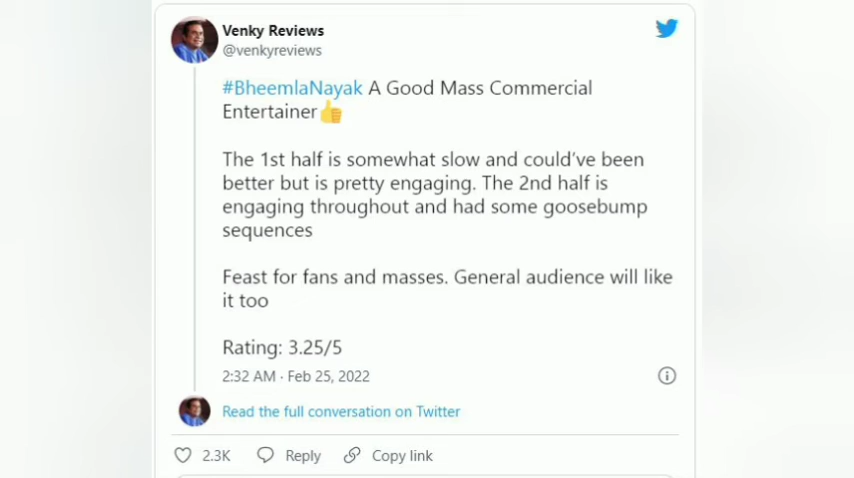 Venky Reviews
@venkyreviews
#BheemlaNayak A Good Mass Commercial
Entertainer👍
The 1st half is somewhat slow and could've been
better but is pretty engaging. The 2nd half is
engaging throughout and had some goosebump
sequences
Feast for fans and masses. General audience will like
it too
Rating: 3.25/5
2:32 AM · Feb 25, 2022
Read the full conversation on Twitter
2.3K Reply Copy link